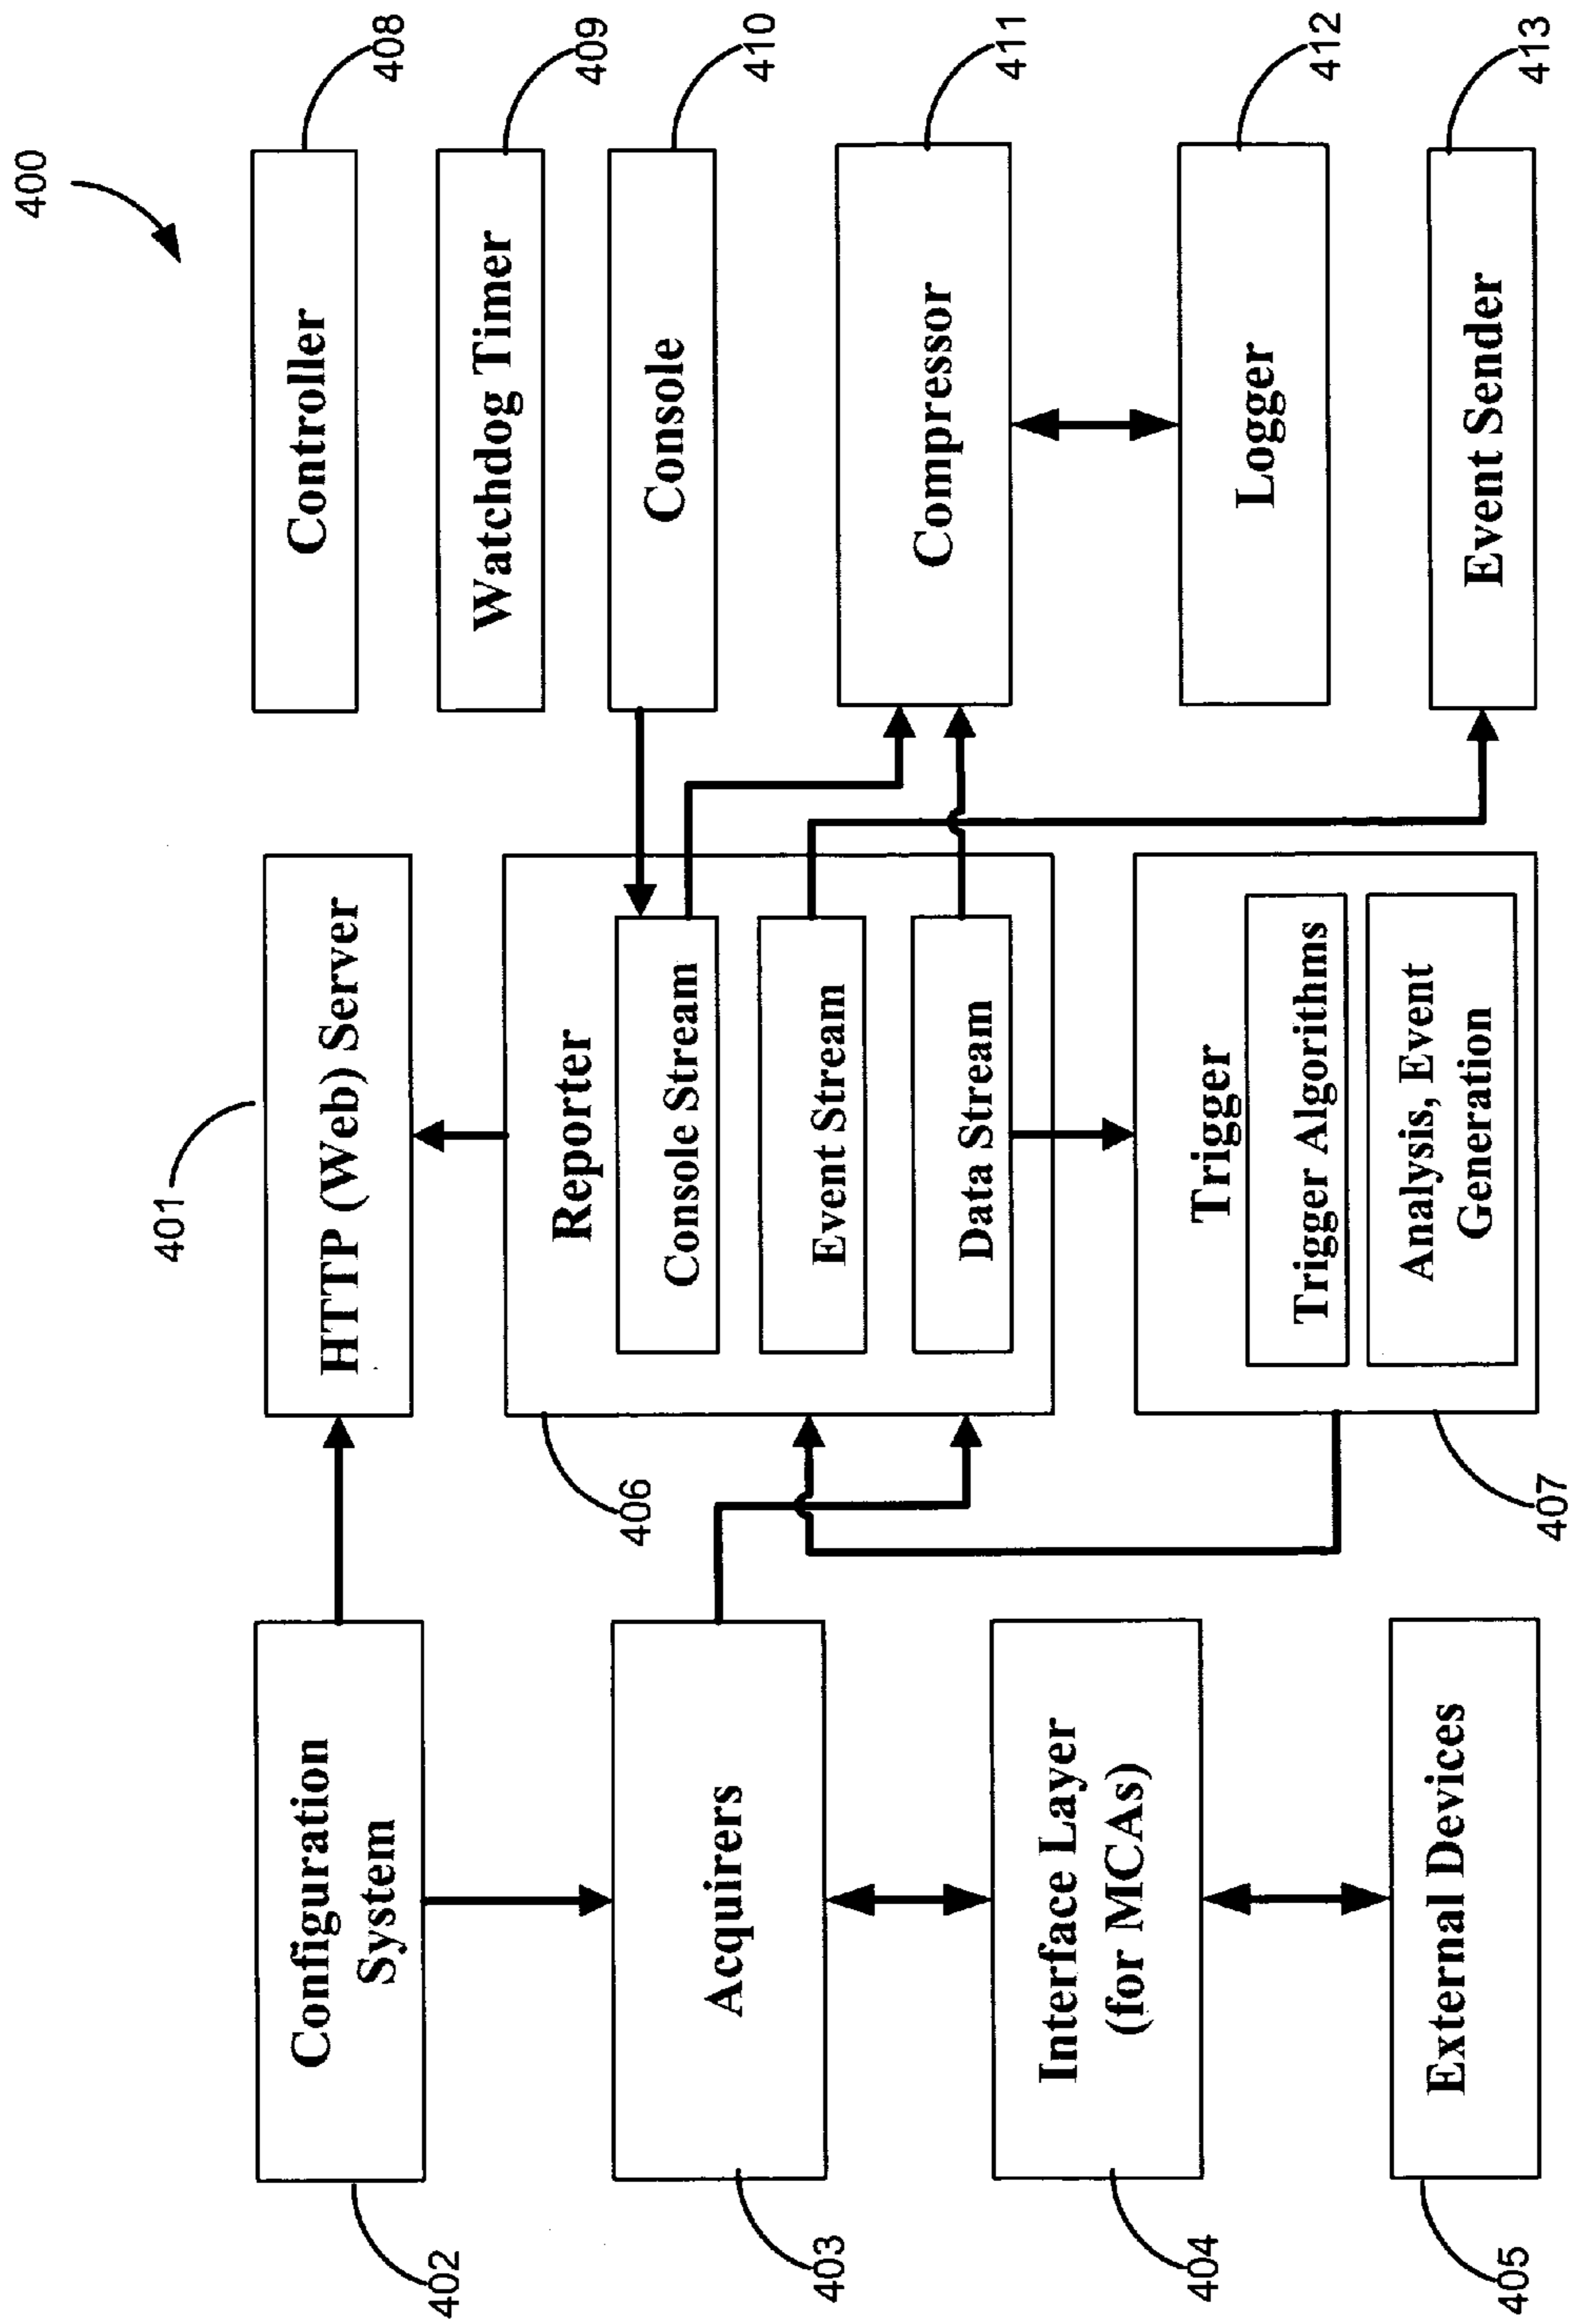 400
401
HTTP (Web) Server
402
Configuration
System
403
Acquirers
404
Interface Layer
(for MCAs)
405
External Devices
406
Reporter
Console Stream
Event Stream
Data Stream
407
Trigger
Trigger Algorithms
Analysis, Event
Generation
408
Controller
409
Watchdog Timer
410
Console
411
Compressor
412
Logger
413
Event Sender